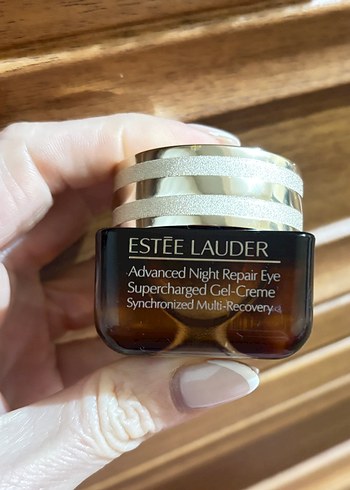 ESTĒE LAUDER
Advanced Night Repair Eye
Supercharged Gel-Creme
Synchronized Multi-Recovery